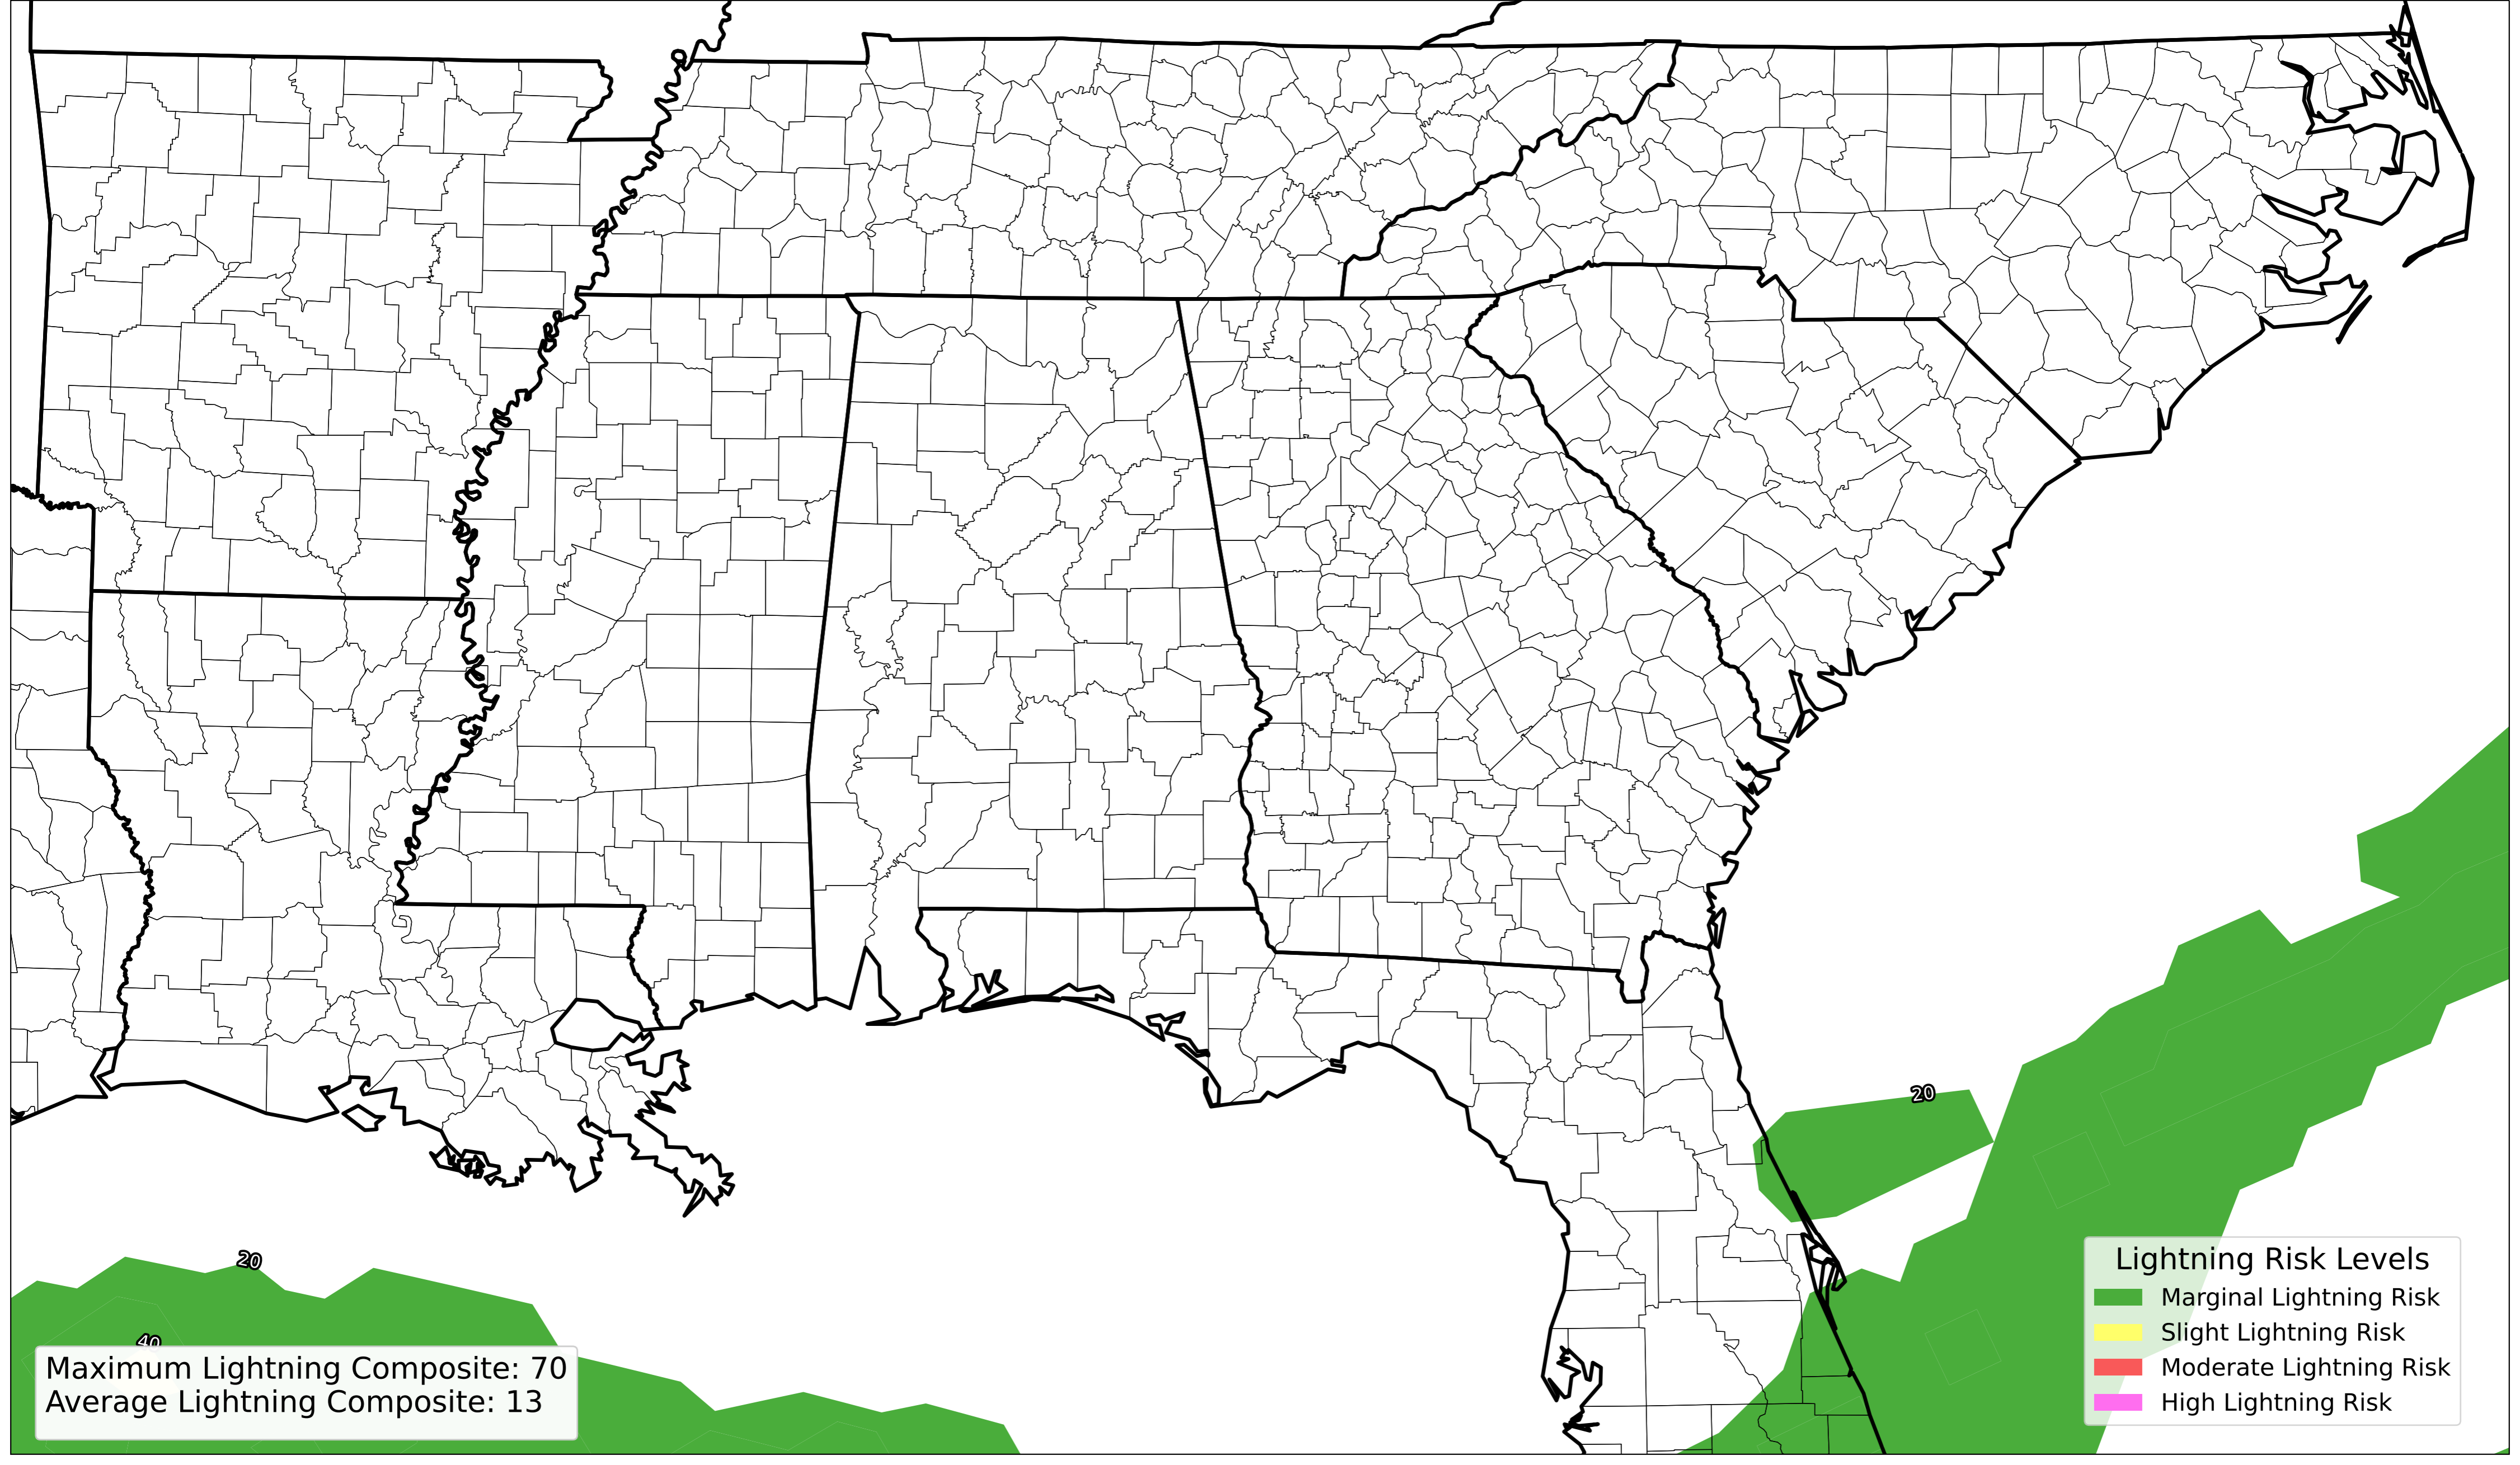 20
20
40
Maximum Lightning Composite: 70
Average Lightning Composite: 13
Lightning Risk Levels
Marginal Lightning Risk
Slight Lightning Risk
Moderate Lightning Risk
High Lightning Risk